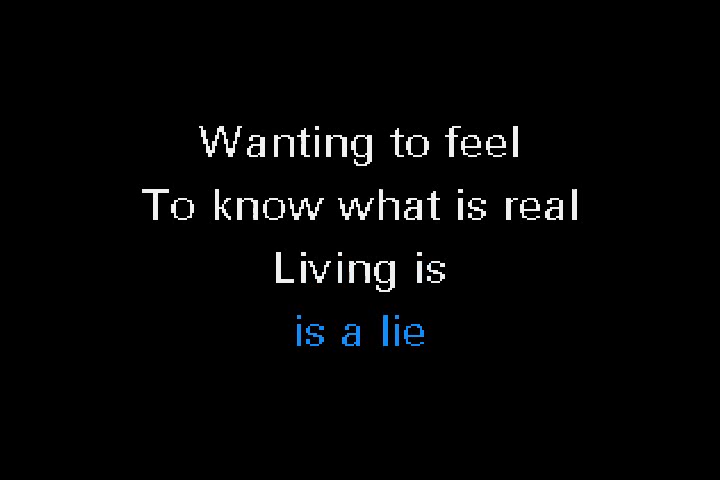 Wanting to feel
To know what is real
Living is
is a lie